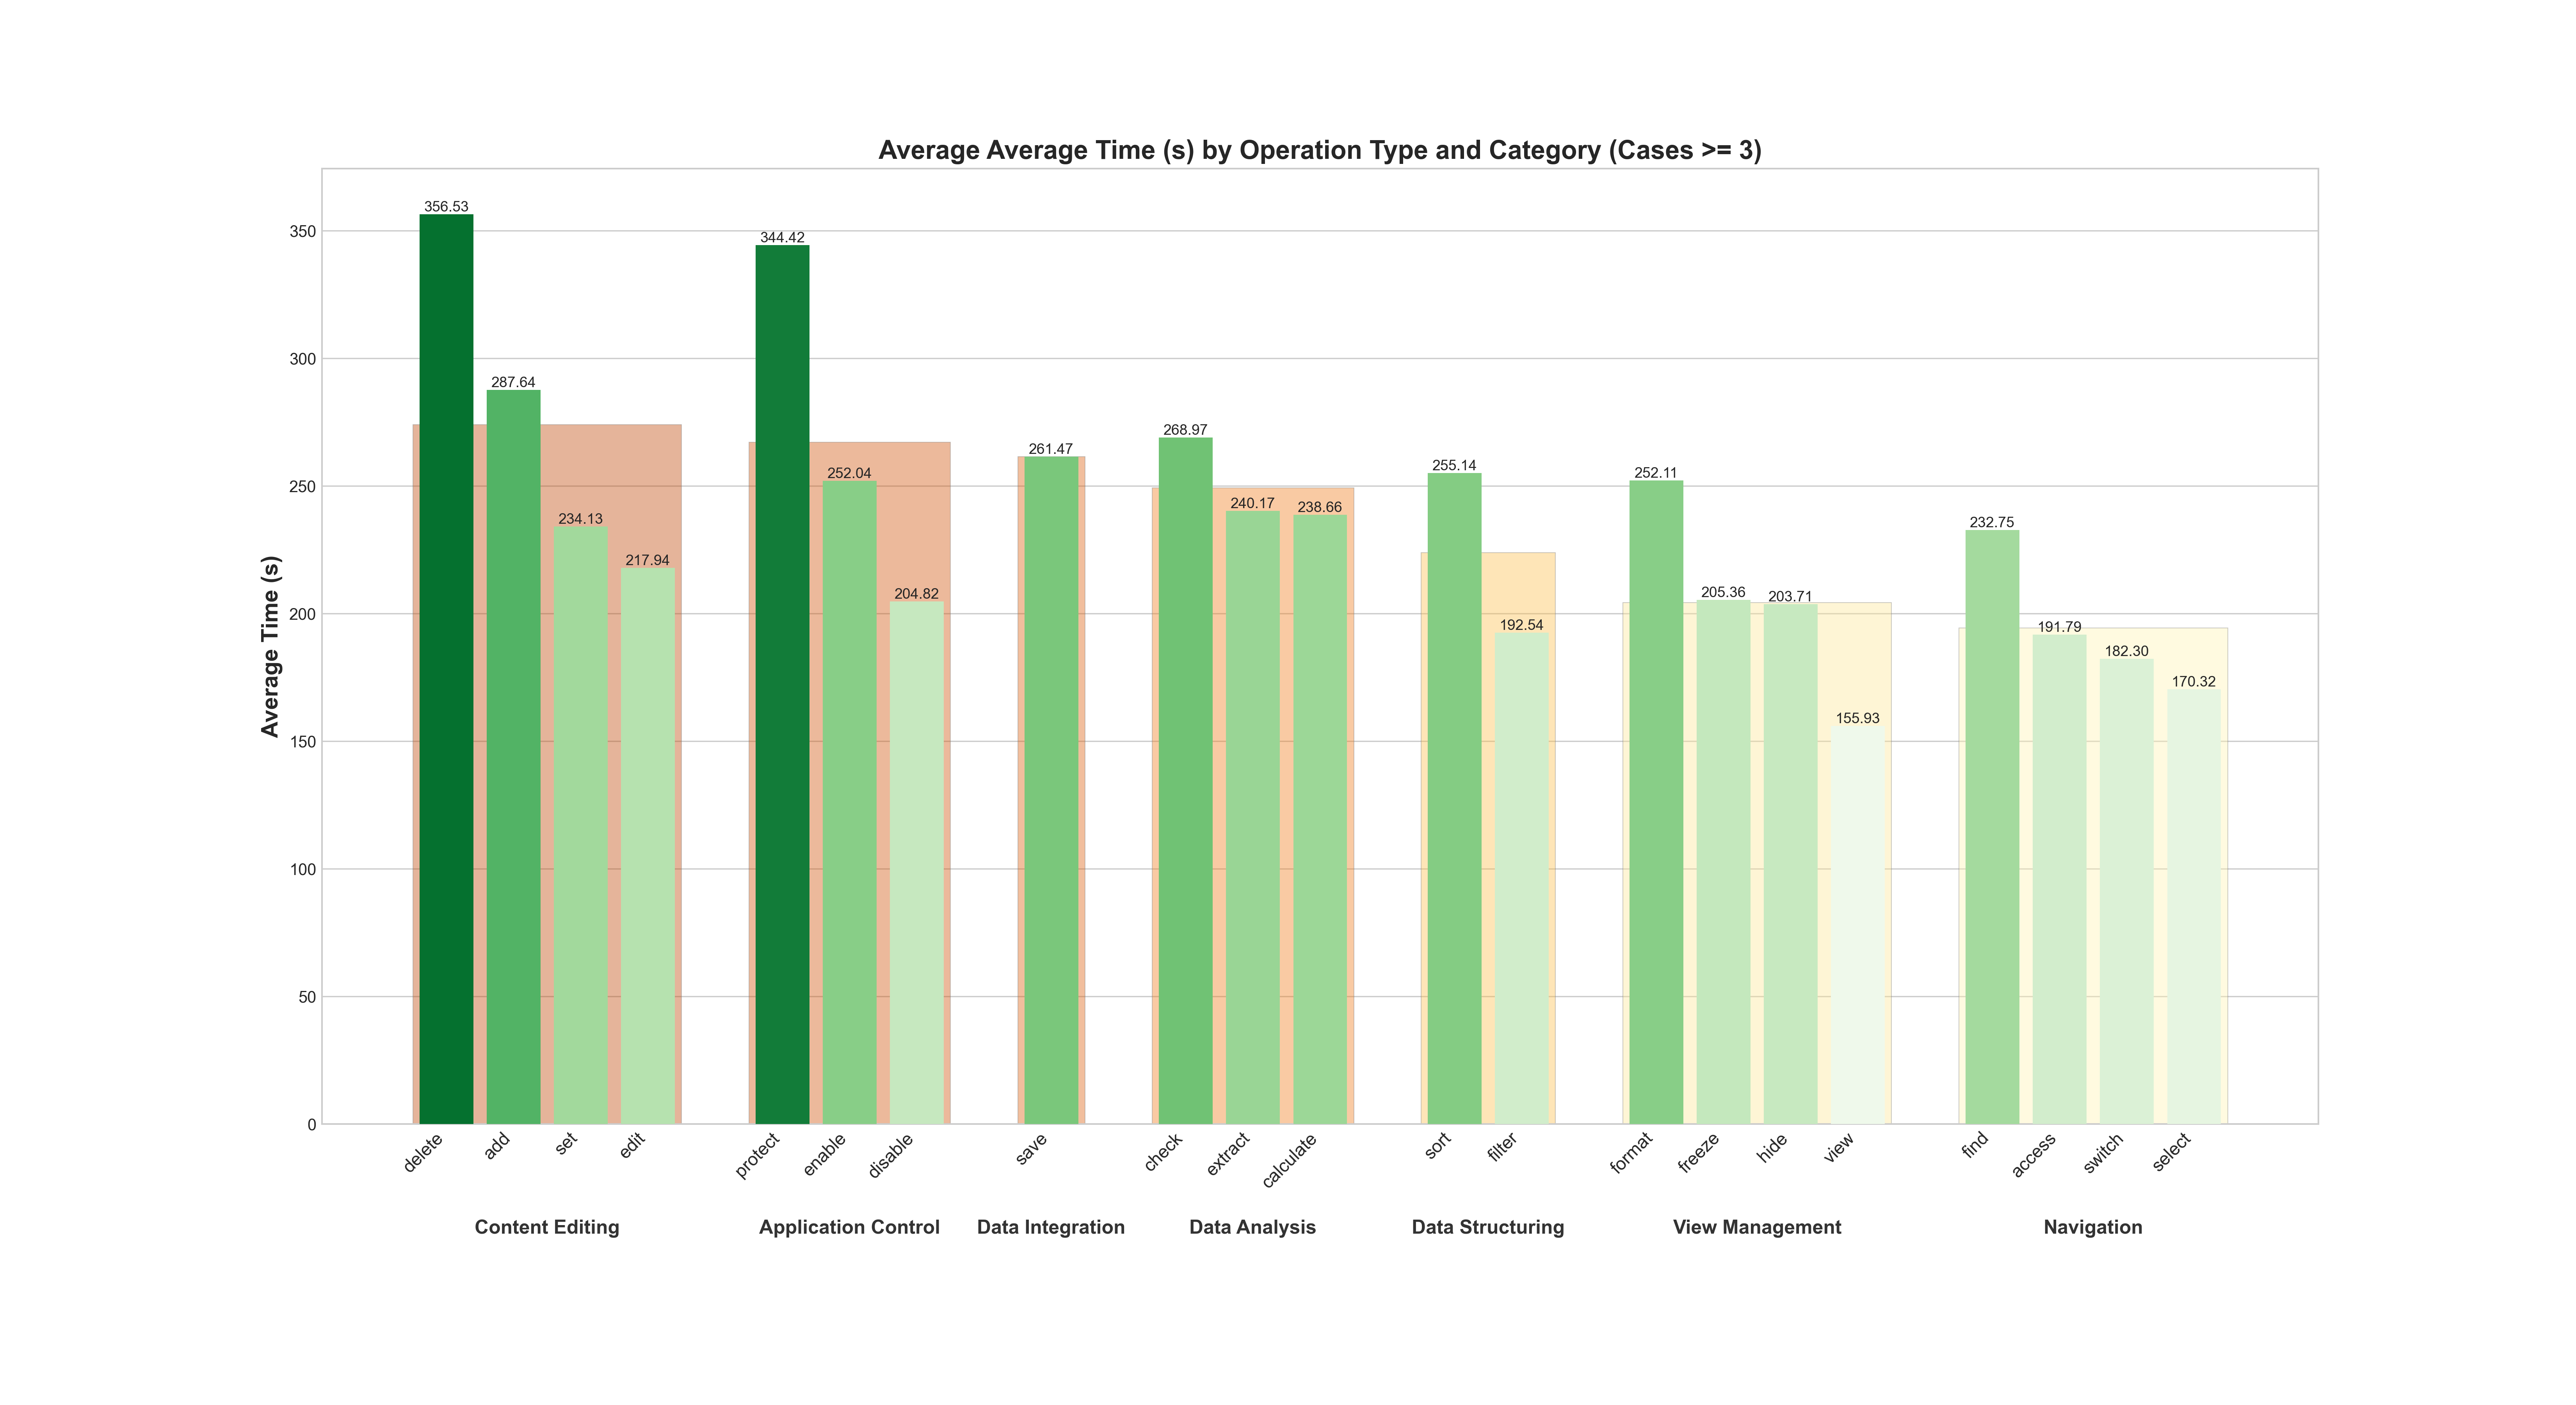 Average Average Time (s) by Operation Type and Category (Cases >= 3)
Average Time (s)
350
300
250
200
150
100
50
0
356.53
287.64
234.13
217.94
344.42
252.04
204.82
261.47
268.97
240.17
238.66
255.14
192.54
252.11
205.36
203.71
155.93
232.75
191.79
182.30
170.32
delete
add
set
edit
protect
enable
disable
save
check
extract
calculate
sort
filter
format
freeze
hide
view
find
access
switch
select
Content Editing
Application Control
Data Integration
Data Analysis
Data Structuring
View Management
Navigation